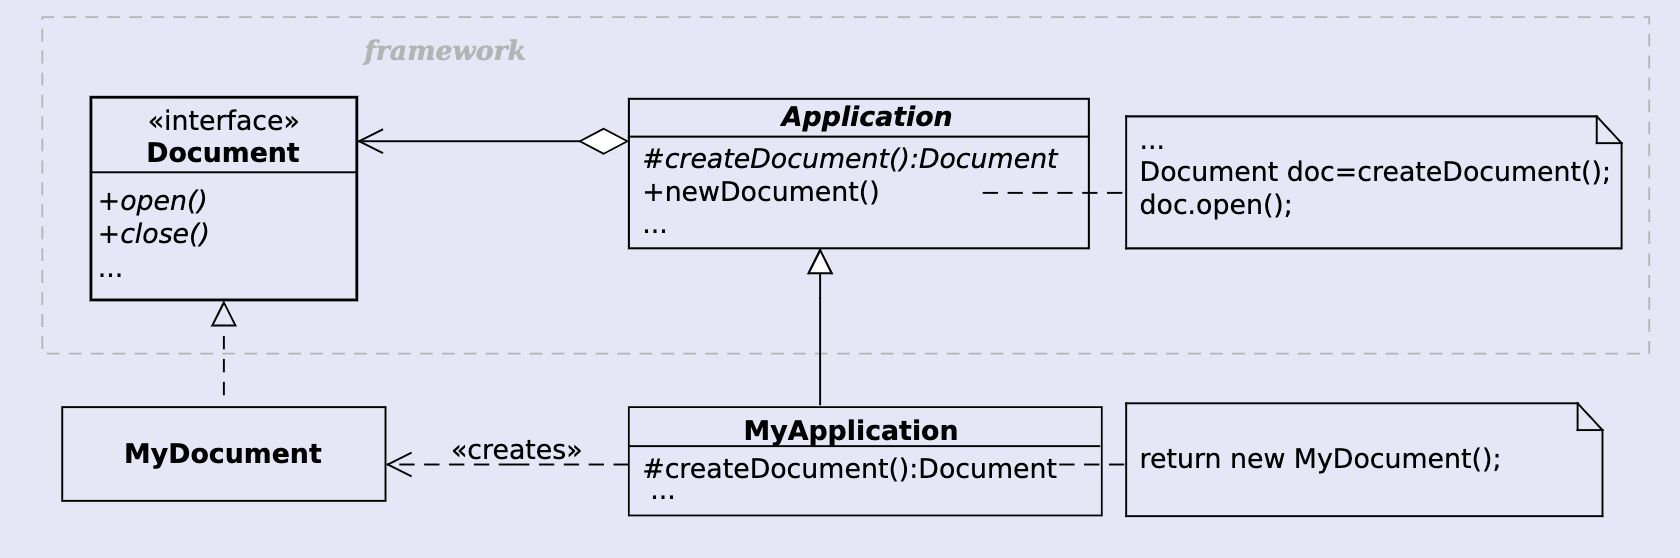 framework
«interface»
Document
+open()
+close()
...
Application
#createDocument():Document
+newDocument()
...
...
Document doc=createDocument();
doc.open();
MyDocument
«creates»
MyApplication
#createDocument():Document
...
return new MyDocument();